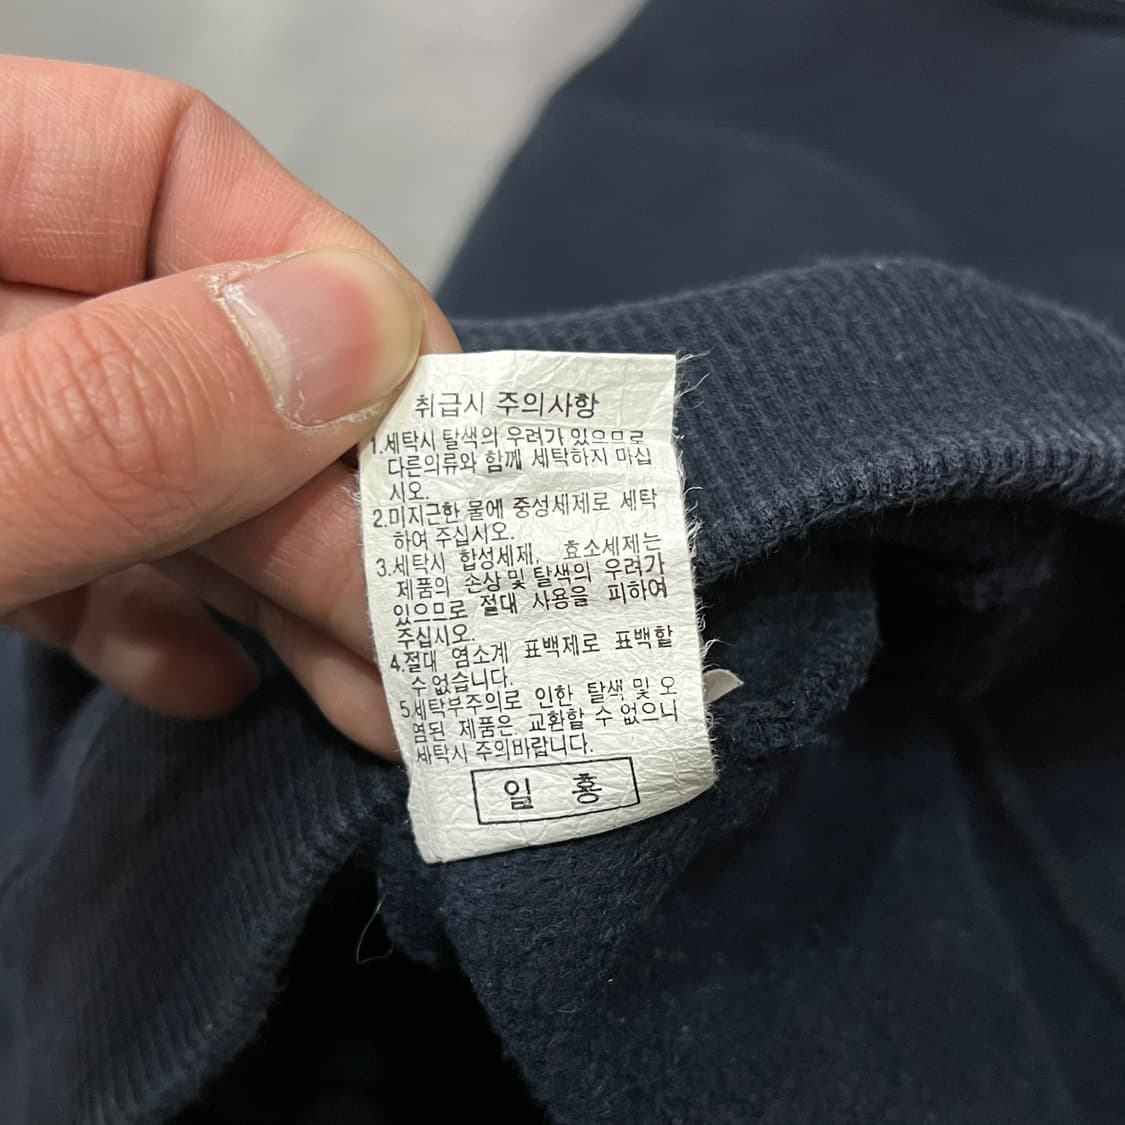 취급시 주의사항
1.세탁시 탈색의 우려가 있으므로
다른의류와 함께 세탁하지 마십
시오.
2.미지근한 물에 중성세제로 세탁
하여 주십시오.
3.세탁시 합성세제, 효소세제는
제품의 손상및 탈색의 우려가
있으므로 절대 사용을 피하여
주십시오.
4.절대 염소계 표백제로 표백할
수없습니다.
5.세탁부주의로 인한 탈색 및 오
염된 제품은 교환할 수 없으니
세탁시 주의바랍니다.
일 흥